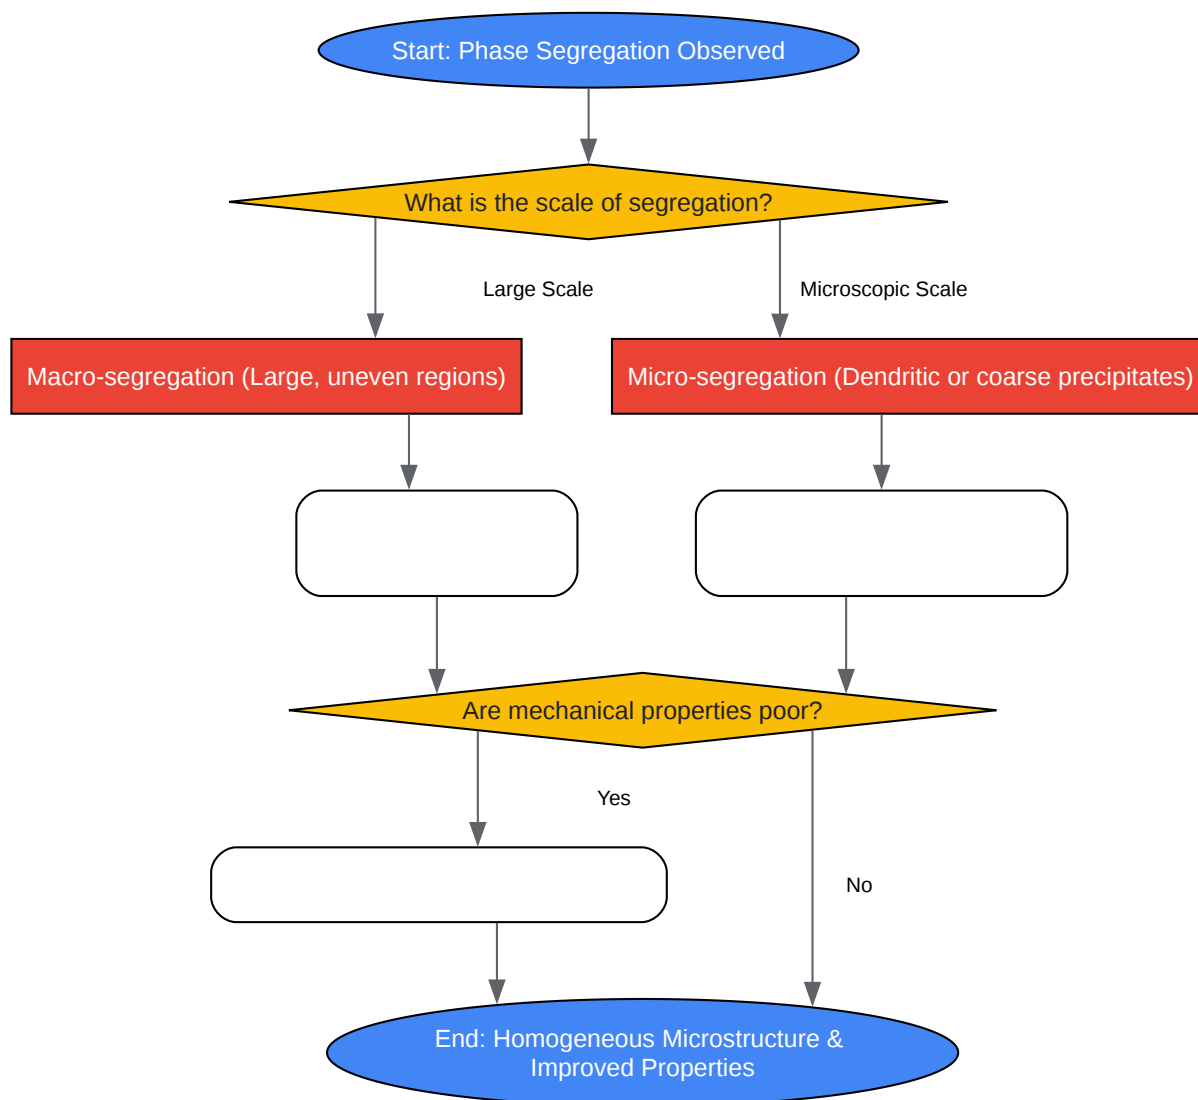 Start: Phase Segregation Observed
What is the scale of segregation?
Large Scale
Microscopic Scale
Macro-segregation (Large, uneven regions)
Micro-segregation (Dendritic or coarse precipitates)
Are mechanical properties poor?
Yes
No
End: Homogeneous Microstructure &
Improved Properties